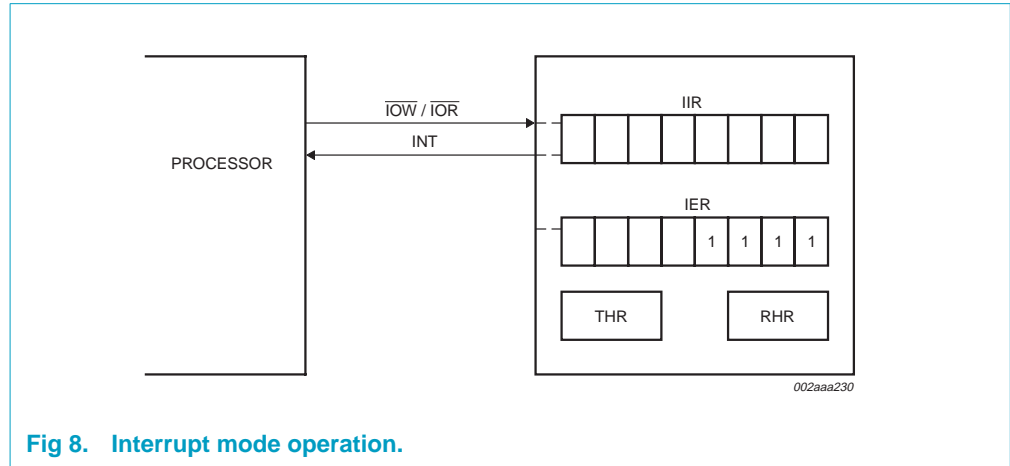 IOW / IOR
IIR
INT
PROCESSOR
IER
1 1 1 1
THR RHR
002aaa230
Fig 8. Interrupt mode operation.